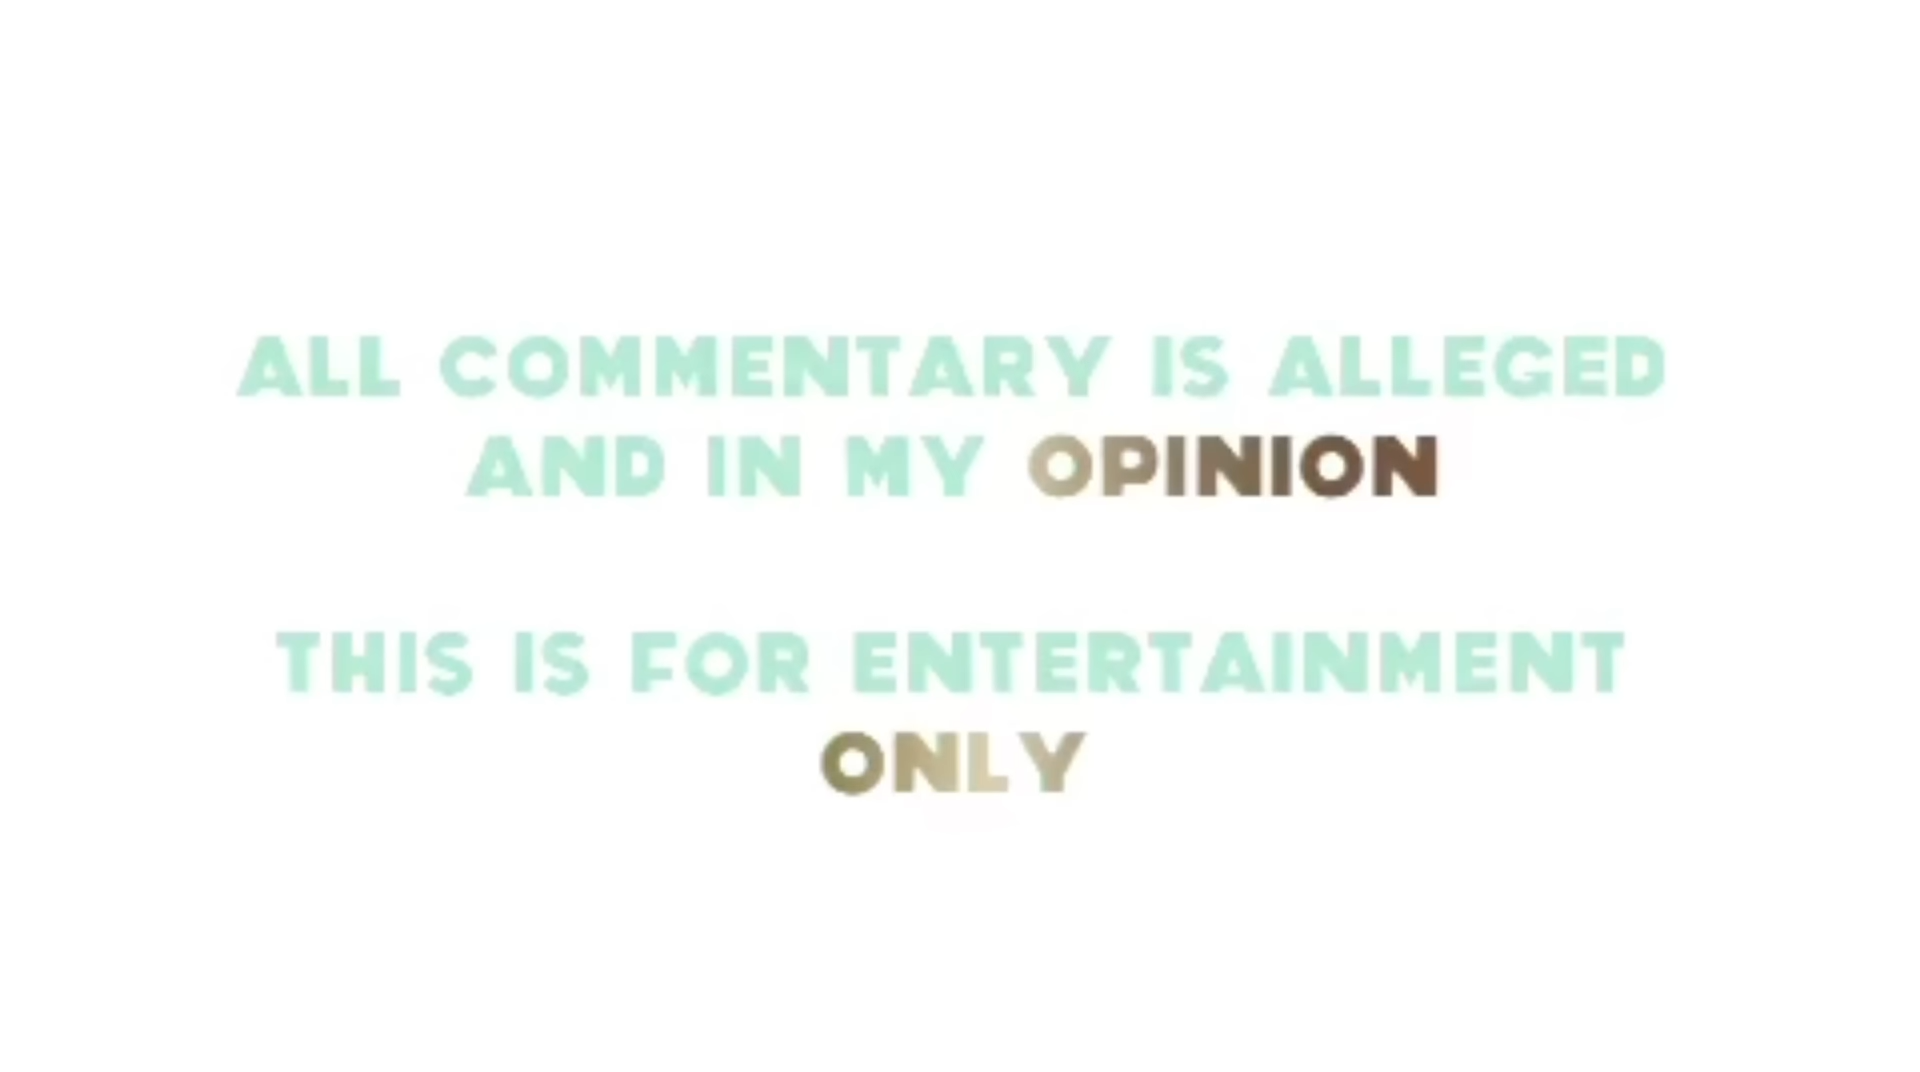 ALL COMMENTARY IS ALLEGED
AND IN MY OPINION
THIS IS FOR ENTERTAINMENT
ONLY